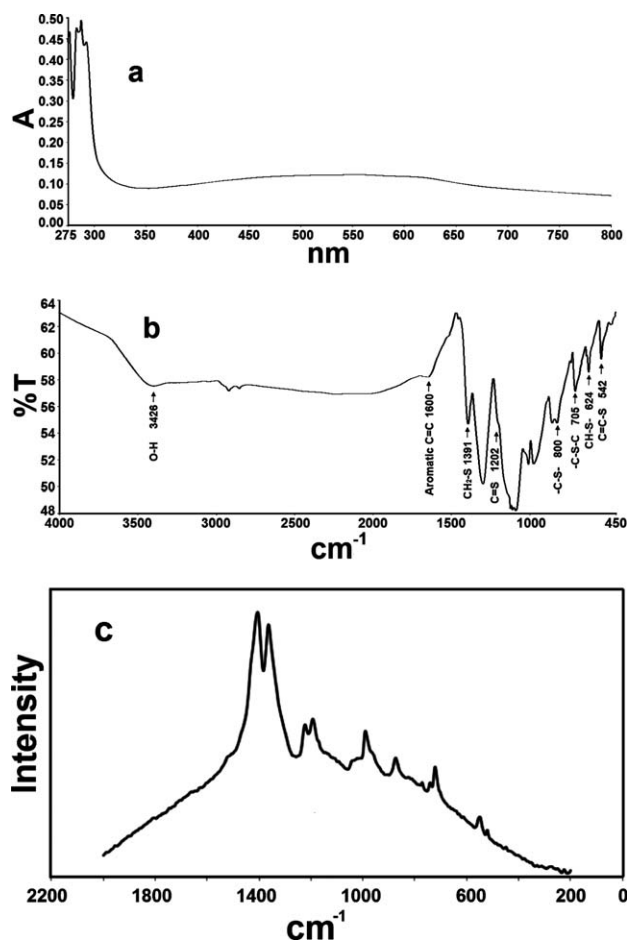 a
0.50
0.45
0.40
0.35
0.30
0.25
0.20
0.15
0.10
0.05
0.00
A
275 300 350 400 450 500 550 600 650 700 750 800
nm
b
64
62
60
58
56
54
52
50
48
%T
O-H 3426
Aromatic C=C 1600
CH₂-S 1391
C=S 1202
-C-S- 800
-C-S-C 705
CH-S- 624
C=C-S 542
4000 3000 2000 1500 1000 450
cm-1
c
Intensity
2200 1800 1400 1000 600 200 0
cm-1